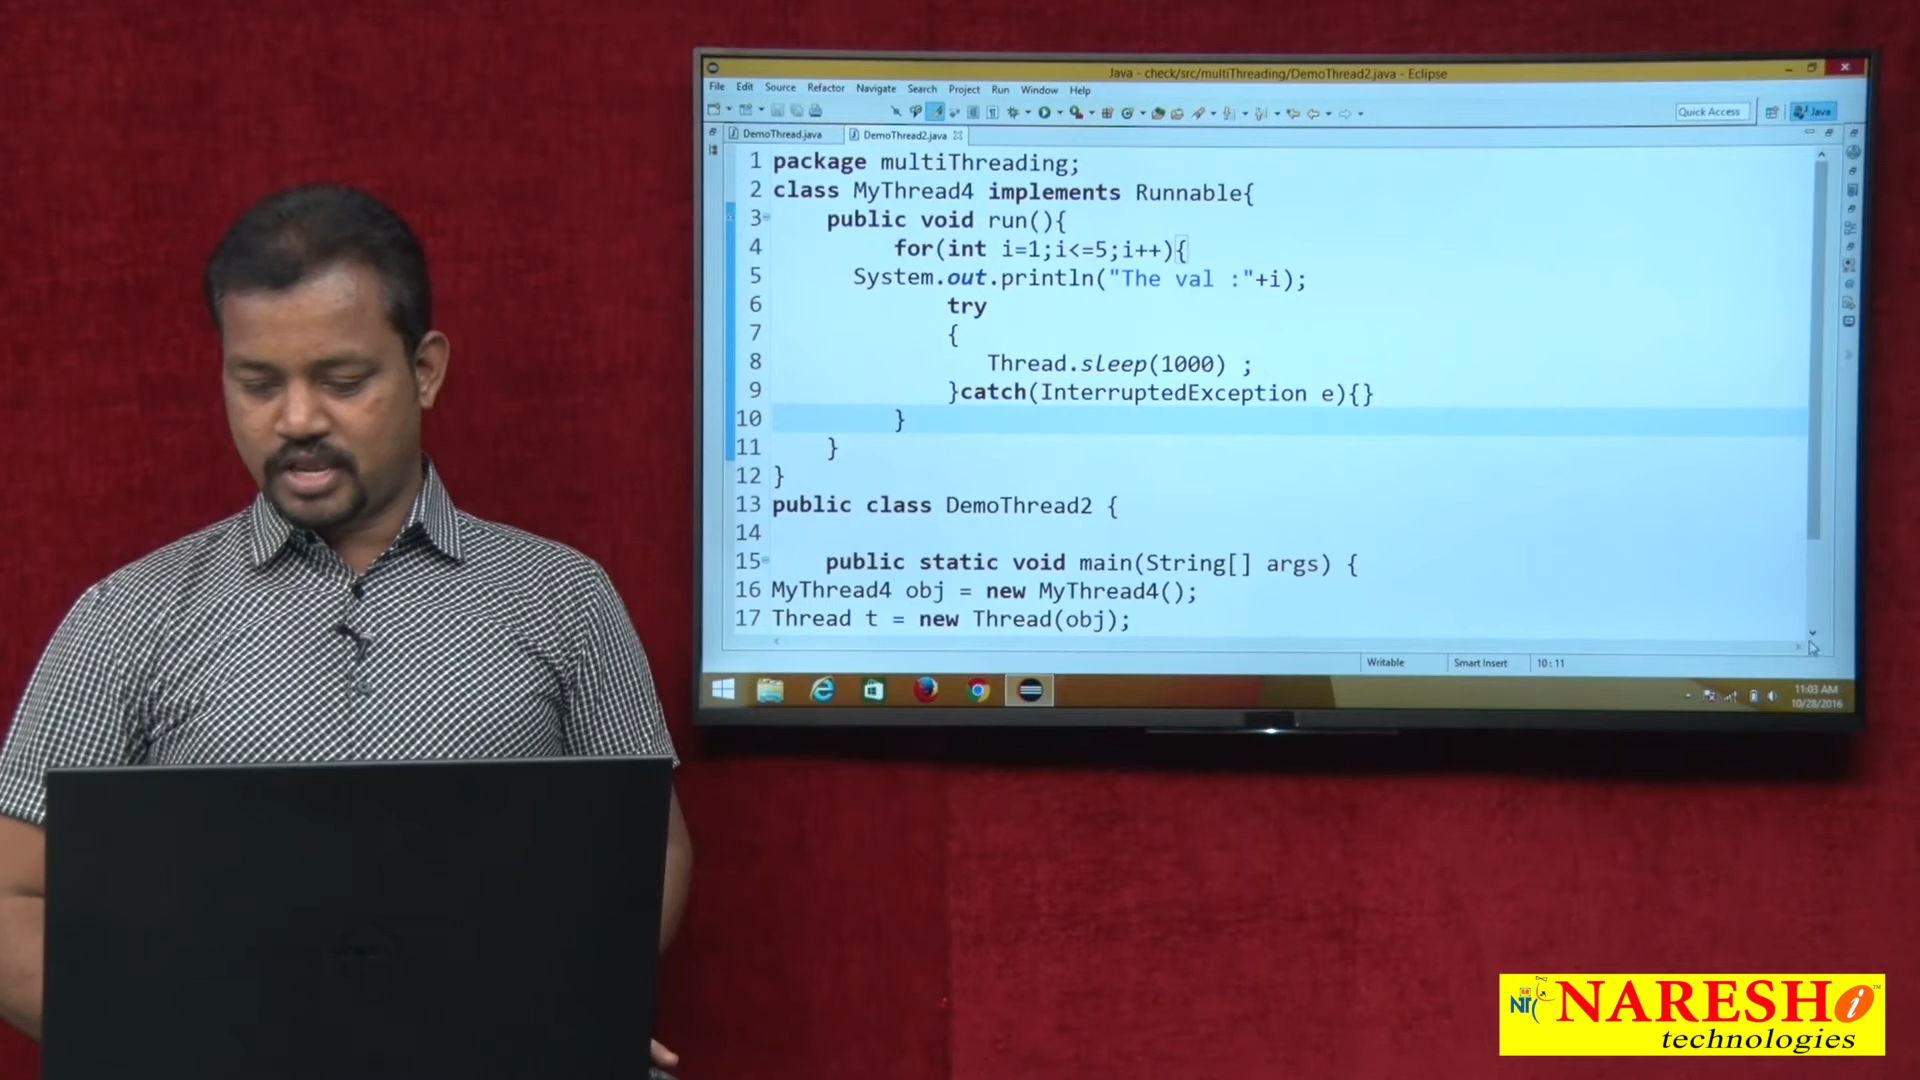 Java - check/src/multiThreading/DemoThread2.java - Eclipse
File Edit Source Refactor Navigate Search Project Run Window Help
Quick Access
Java
DemoThread.java
DemoThread2.java
1 package multiThreading;
2 class MyThread4 implements Runnable{
3 public void run(){
4 for(int i=1;i<=5;i++){
5 System.out.println("The val :"+i);
6 try
7 {
8 Thread.sleep(1000) ;
9 }catch(InterruptedException e){}
10 }
11 }
12 }
13 public class DemoThread2 {
14
15 public static void main(String[] args) {
16 MyThread4 obj = new MyThread4();
17 Thread t = new Thread(obj);
Writable Smart Insert 10 : 11
11:03 AM
10/28/2016
NARESH i ™
technologies